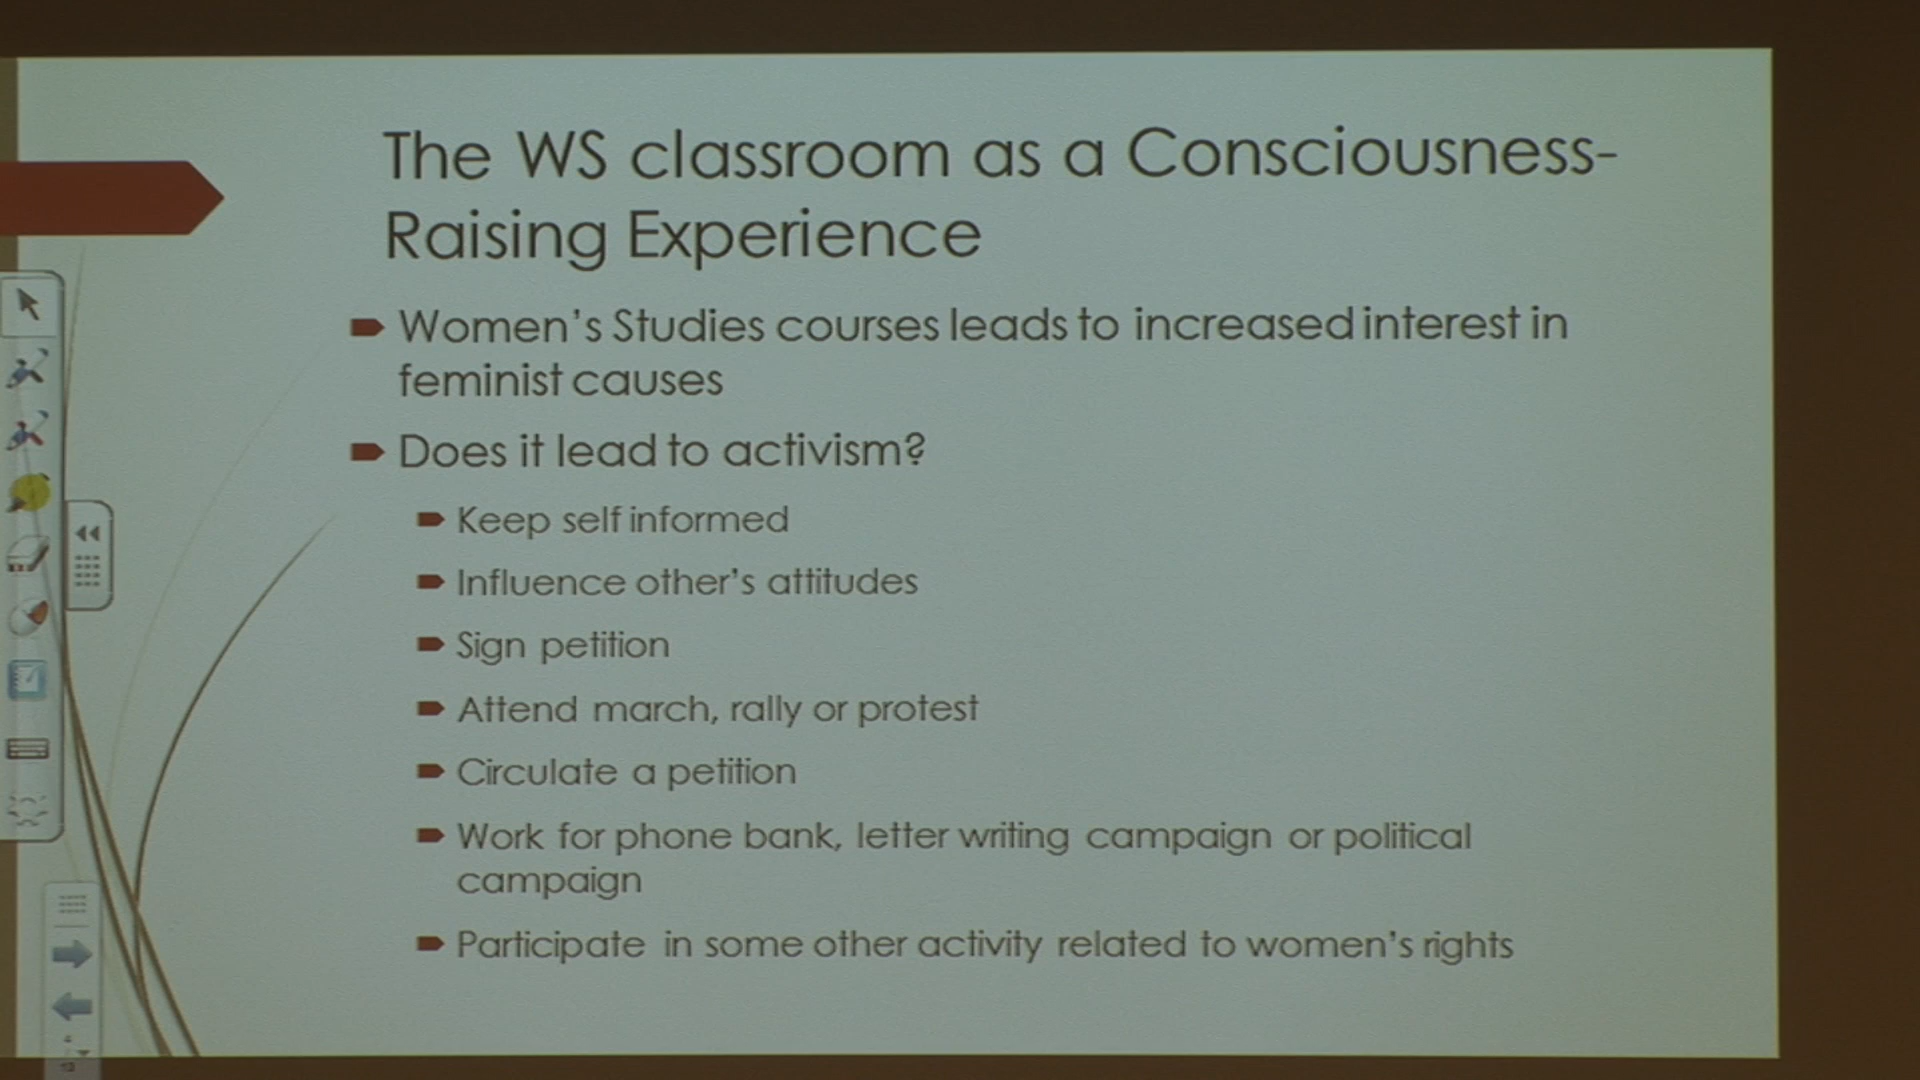 The WS classroom as a Consciousness-
Raising Experience
Women's Studies courses leads to increased interest in
feminist causes
Does it lead to activism?
Keep self informed
Influence other's attitudes
Sign petition
Attend march, rally or protest
Circulate a petition
Work for phone bank, letter writing campaign or political
campaign
Participate in some other activity related to women's rights